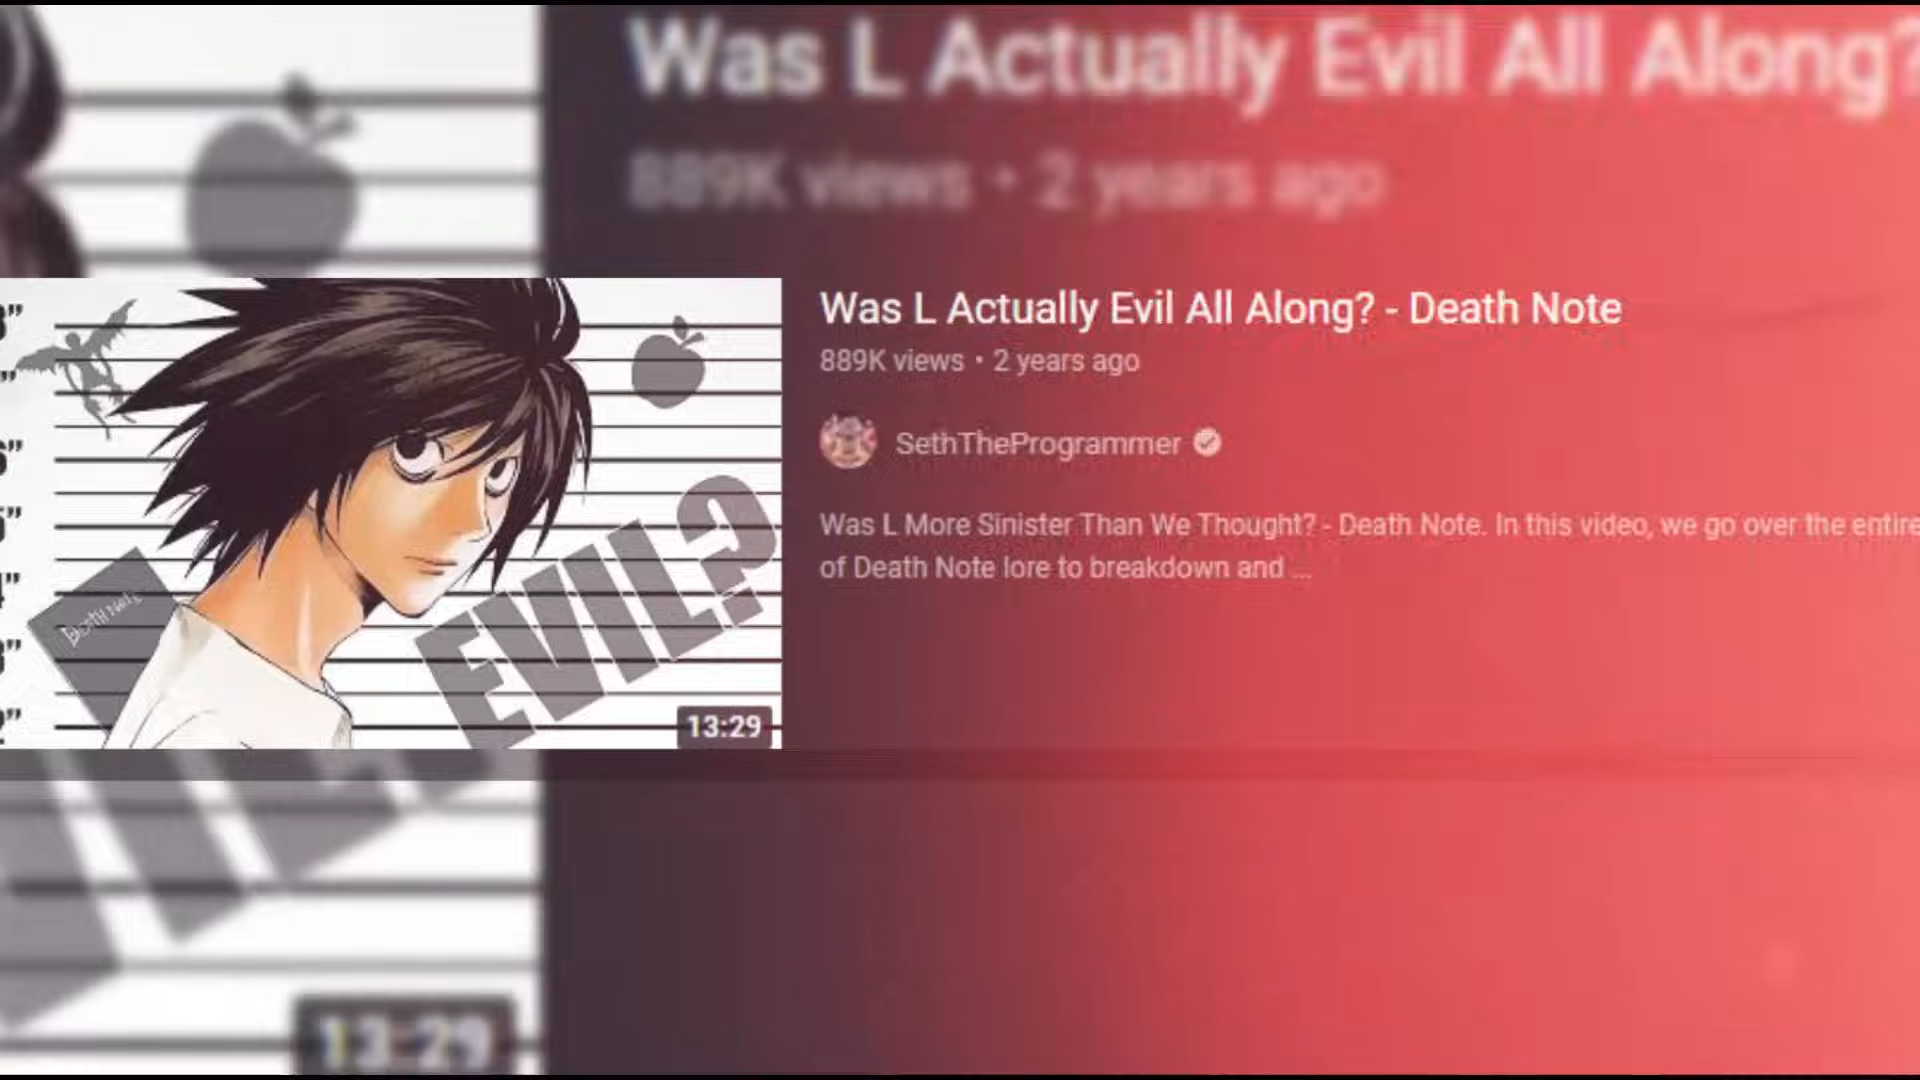 Was L Actually Evil All Along?
889K views • 2 years ago
Was L Actually Evil All Along? - Death Note
889K views • 2 years ago
SethTheProgrammer
Was L More Sinister Than We Thought? - Death Note. In this video, we go over the entire
of Death Note lore to breakdown and ...
DEATH NOTE
EVIL?
13:29
13:29